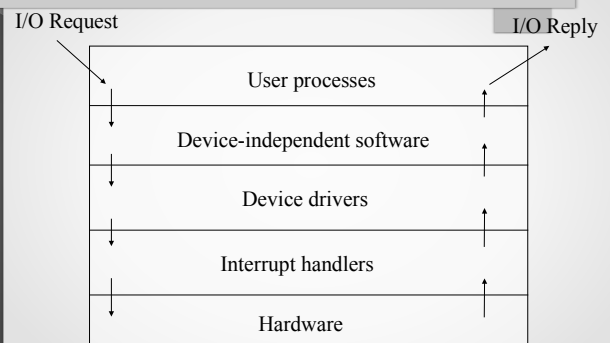 I/O Request
I/O Reply
User processes
Device-independent software
Device drivers
Interrupt handlers
Hardware